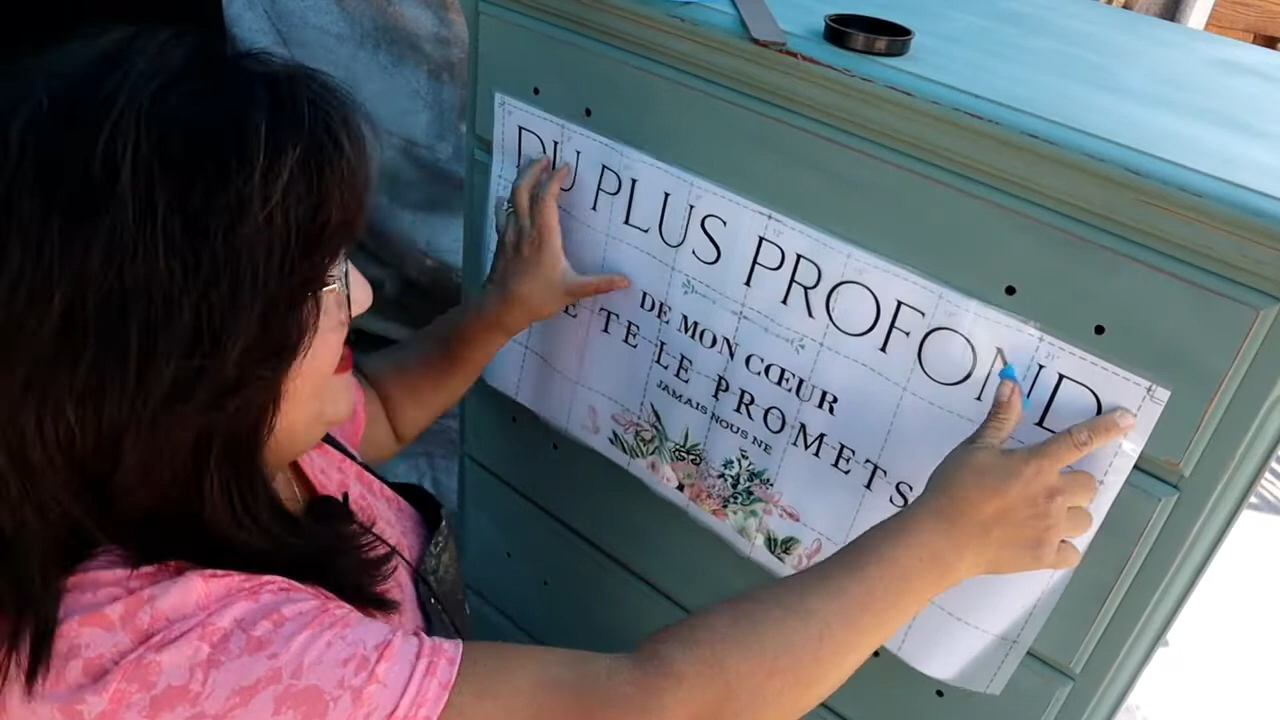 DU PLUS PROFOND
DE MON CŒUR
E TE LE PROMETS
JAMAIS NOUS NE